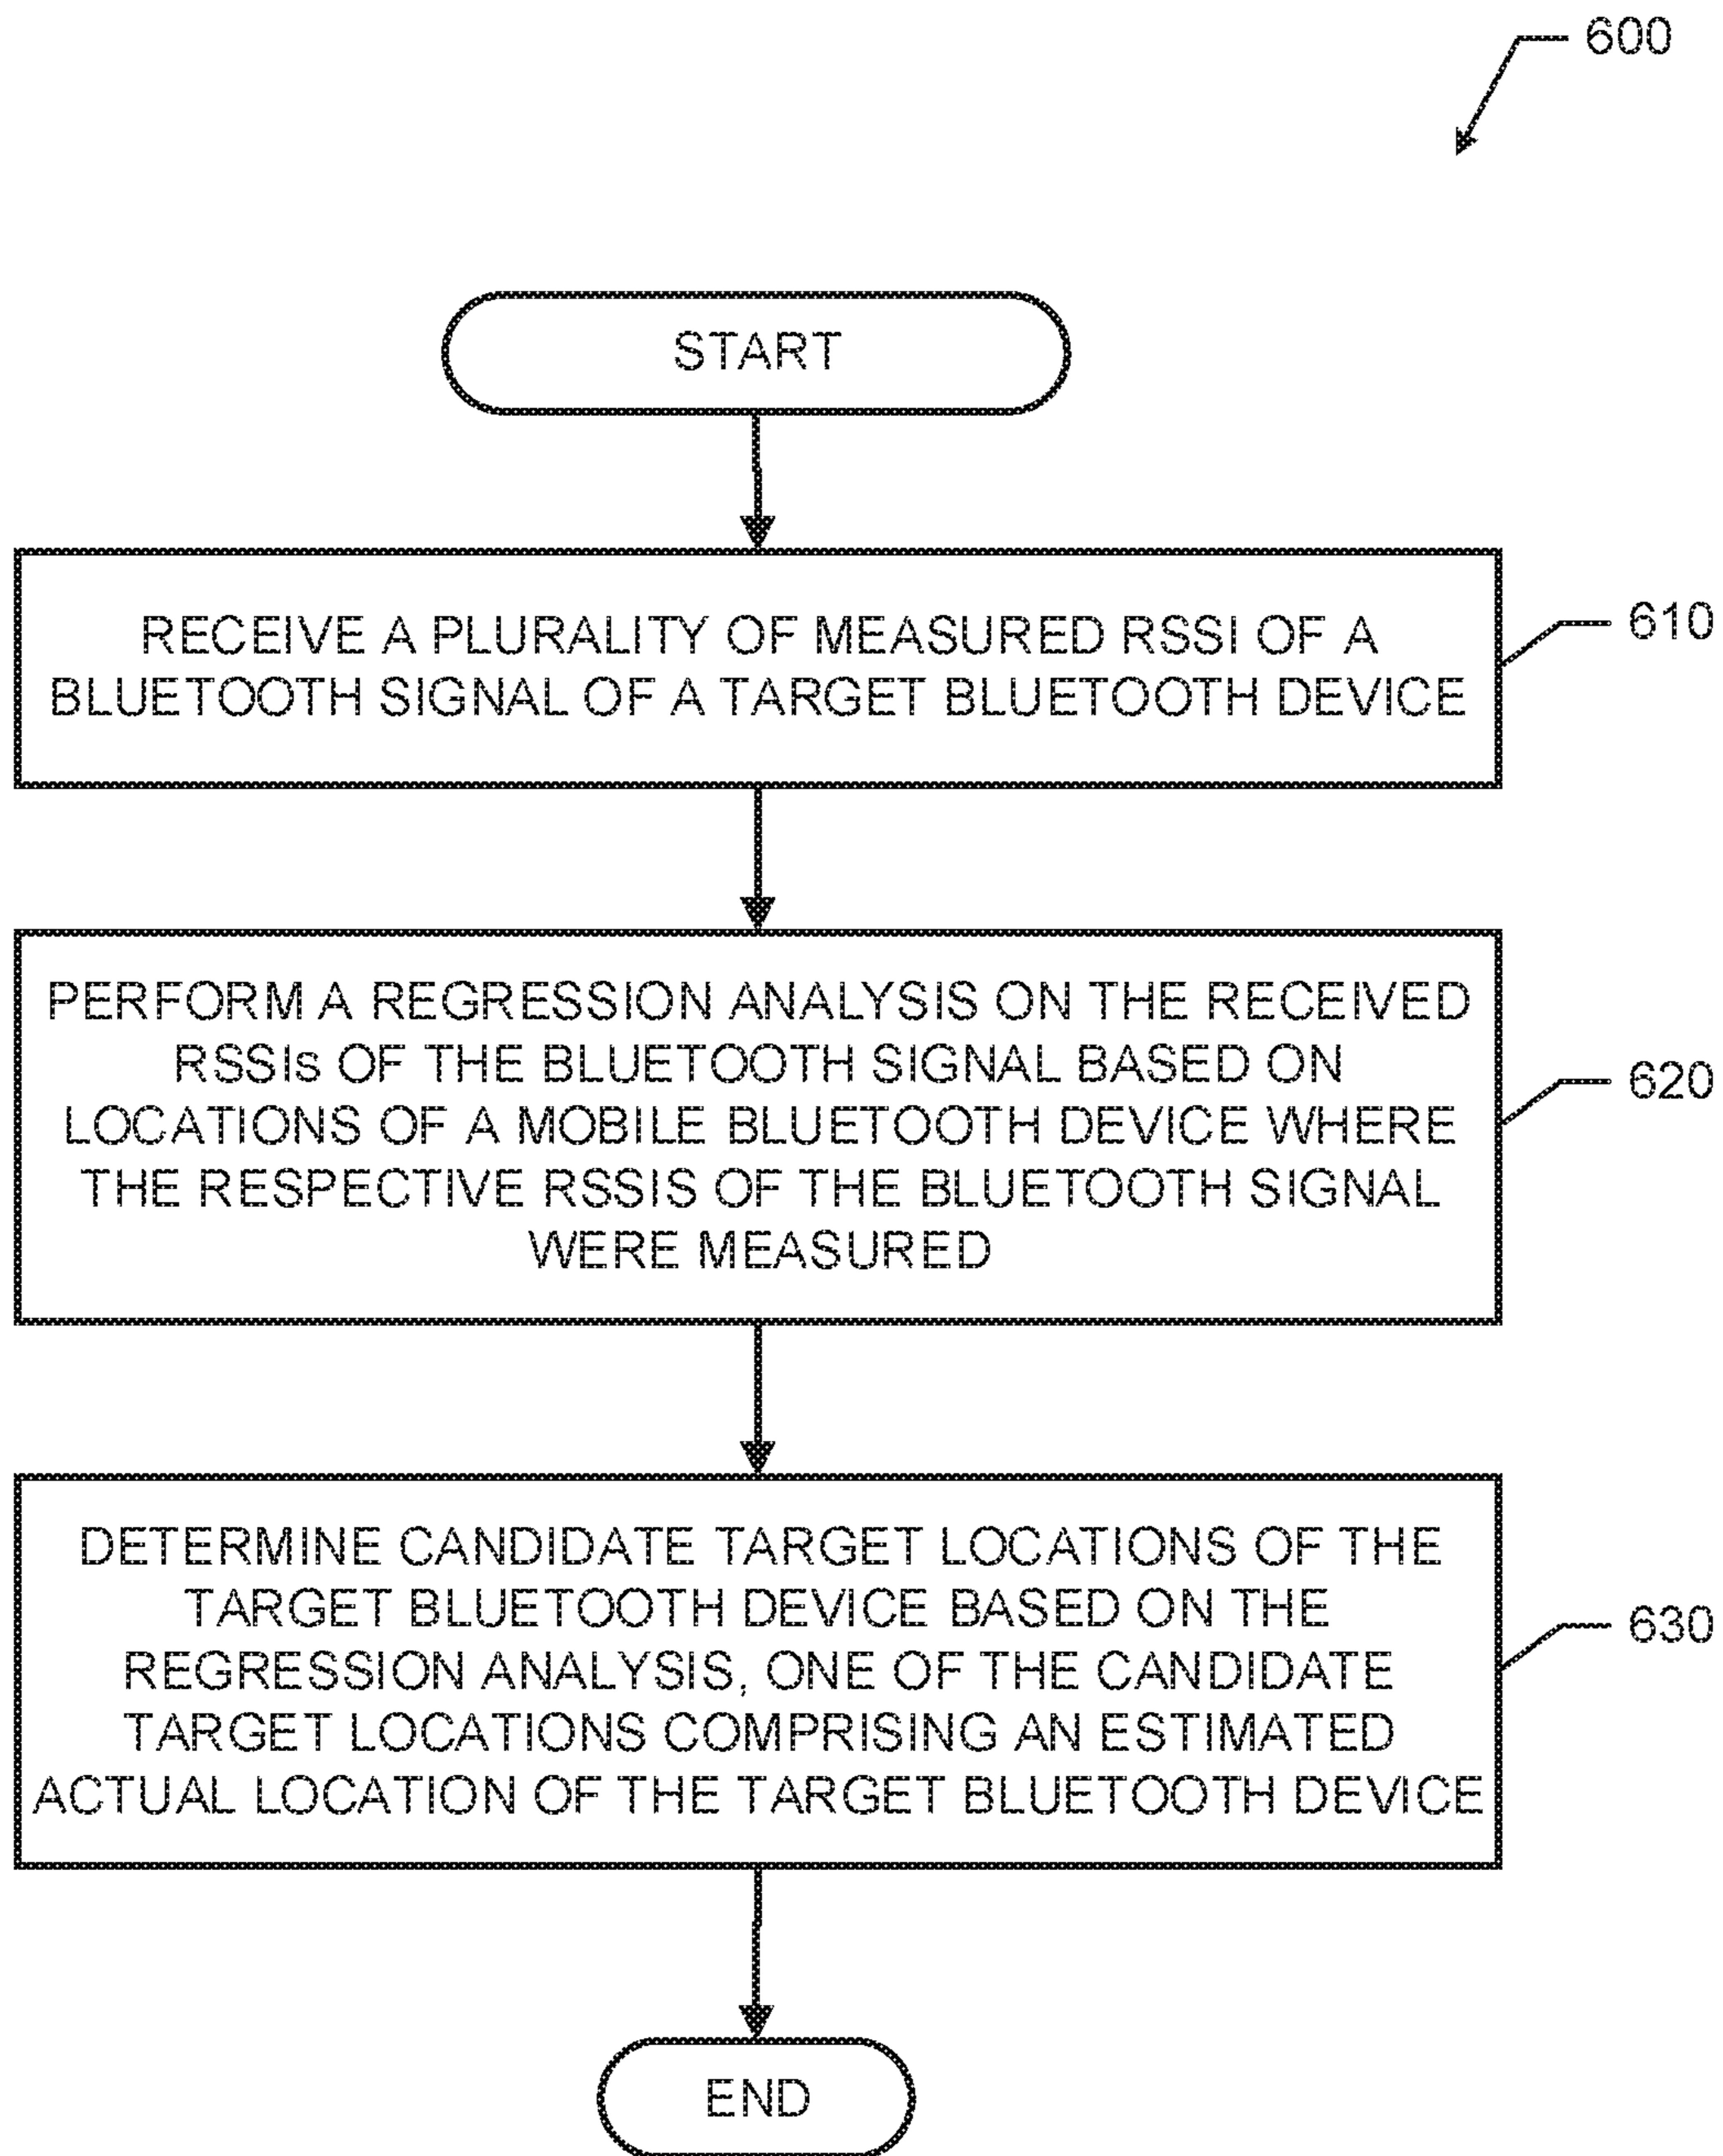 600
START
RECEIVE A PLURALITY OF MEASURED RSSI OF A
BLUETOOTH SIGNAL OF A TARGET BLUETOOTH DEVICE
610
PERFORM A REGRESSION ANALYSIS ON THE RECEIVED
RSSIs OF THE BLUETOOTH SIGNAL BASED ON
LOCATIONS OF A MOBILE BLUETOOTH DEVICE WHERE
THE RESPECTIVE RSSIS OF THE BLUETOOTH SIGNAL
WERE MEASURED
620
DETERMINE CANDIDATE TARGET LOCATIONS OF THE
TARGET BLUETOOTH DEVICE BASED ON THE
REGRESSION ANALYSIS, ONE OF THE CANDIDATE
TARGET LOCATIONS COMPRISING AN ESTIMATED
ACTUAL LOCATION OF THE TARGET BLUETOOTH DEVICE
630
END